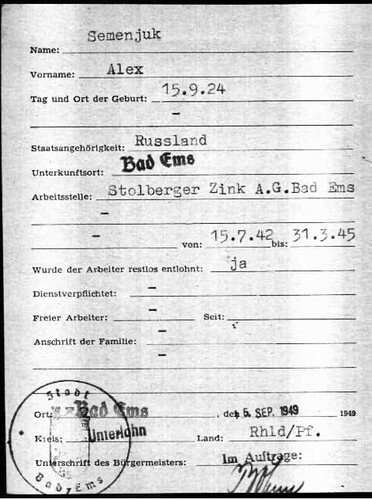 Name: Semenjuk
Vorname: Alex
Tag und Ort der Geburt: 15.9.24
–
Staatsangehörigkeit: Russland
Unterkunftsort: Bad Ems
Arbeitsstelle: Stolberger Zink A.G.Bad Ems
–
– von: 15.7.42 bis: 31.3.45
Wurde der Arbeiter restlos entlohnt: ja
Dienstverpflichtet: –
Freier Arbeiter: – Seit:
Anschrift der Familie: –
–
Ort: Bad Ems, den 5. SEP. 1949 1949
Kreis: Unterlahn Land: Rhld/Pf.
Unterschrift des Bürgermeisters: Im Auftrage:
Stadt
Bad Ems